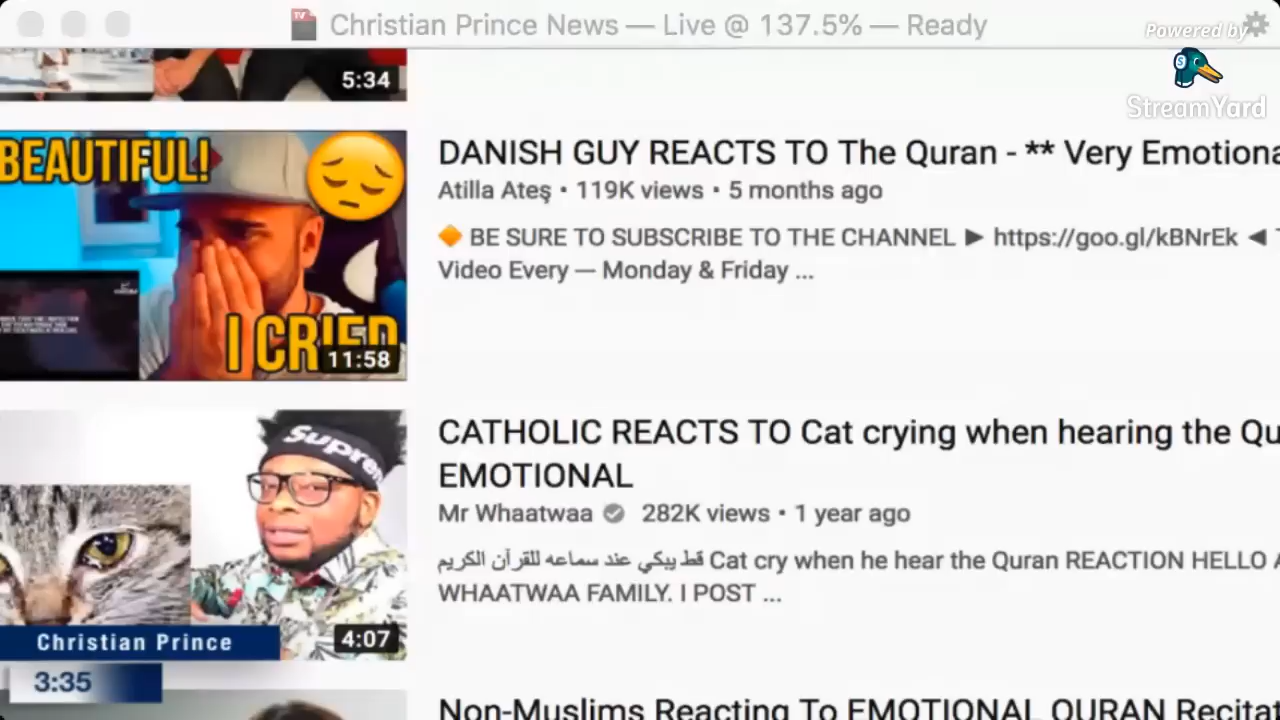 Christian Prince News — Live @ 137.5% — Ready
Powered by
StreamYard
5:34
BEAUTIFUL!
I CRIED
11:58
DANISH GUY REACTS TO The Quran - ** Very Emotiona
Atilla Ateş • 119K views • 5 months ago
🔶 BE SURE TO SUBSCRIBE TO THE CHANNEL ► https://goo.gl/kBNrEk ◄
Video Every — Monday & Friday ...
Supre
4:07
CATHOLIC REACTS TO Cat crying when hearing the Qu
EMOTIONAL
Mr Whaatwaa 282K views • 1 year ago
قط يبكي عند سماعه للقرآن الكريم Cat cry when he hear the Quran REACTION HELLO A
WHAATWAA FAMILY. I POST ...
Christian Prince
3:35
Non-Muslims Reacting To EMOTIONAL QURAN Recitat